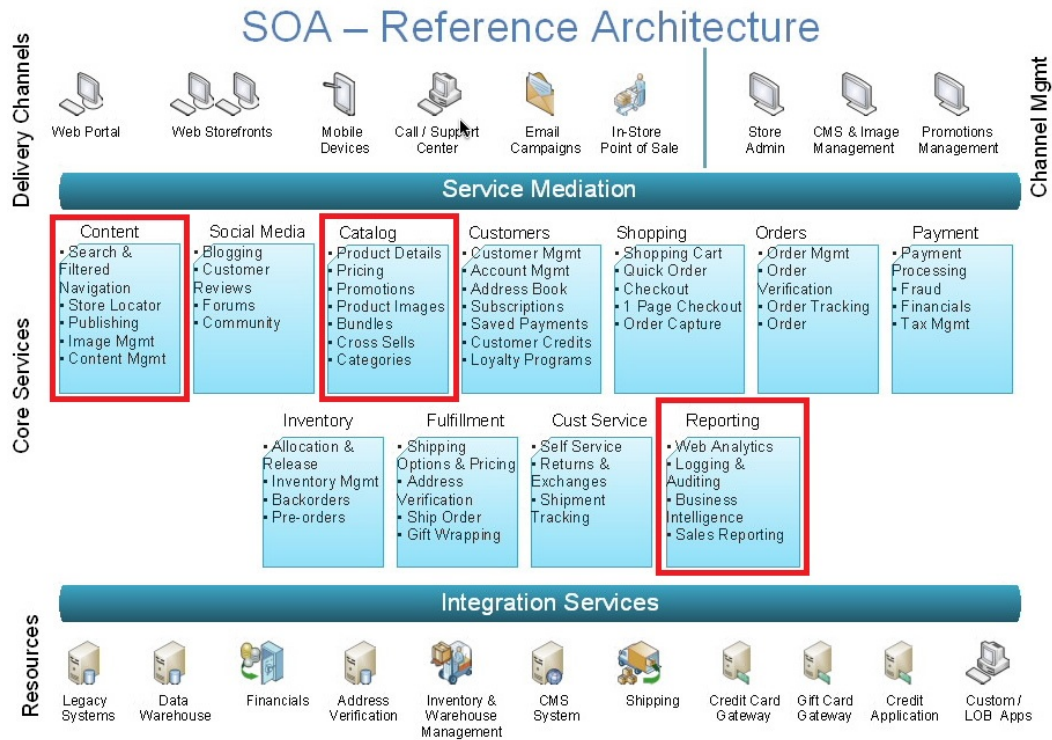 SOA – Reference Architecture
Delivery Channels
Channel Mgmt
Web Portal
Web Storefronts
Mobile
Devices
Call / Support
Center
Email
Campaigns
In-Store
Point of Sale
Store
Admin
CMS & Image
Management
Promotions
Management
Service Mediation
Core Services
Content
▪ Search &
Filtered
Navigation
▪ Store Locator
▪ Publishing
▪ Image Mgmt
▪ Content Mgmt
Social Media
▪ Blogging
▪ Customer
Reviews
▪ Forums
▪ Community
Catalog
▪ Product Details
▪ Pricing
▪ Promotions
▪ Product Images
▪ Bundles
▪ Cross Sells
▪ Categories
Customers
▪ Customer Mgmt
▪ Account Mgmt
▪ Address Book
▪ Subscriptions
▪ Saved Payments
▪ Customer Credits
▪ Loyalty Programs
Shopping
▪ Shopping Cart
▪ Quick Order
▪ Checkout
▪ 1 Page Checkout
▪ Order Capture
Orders
▪ Order Mgmt
▪ Order
Verification
▪ Order Tracking
▪ Order
Payment
▪ Payment
Processing
▪ Fraud
▪ Financials
▪ Tax Mgmt
Inventory
▪ Allocation &
Release
▪ Inventory Mgmt
▪ Backorders
▪ Pre-orders
Fulfillment
▪ Shipping
Options & Pricing
▪ Address
Verification
▪ Ship Order
▪ Gift Wrapping
Cust Service
▪ Self Service
▪ Returns &
Exchanges
▪ Shipment
Tracking
Reporting
▪ Web Analytics
▪ Logging &
Auditing
▪ Business
Intelligence
▪ Sales Reporting
Integration Services
Resources
Legacy
Systems
Data
Warehouse
Financials
Address
Verification
Inventory &
Warehouse
Management
CMS
System
Shipping
Credit Card
Gateway
Gift Card
Gateway
Credit
Application
Custom /
LOB Apps